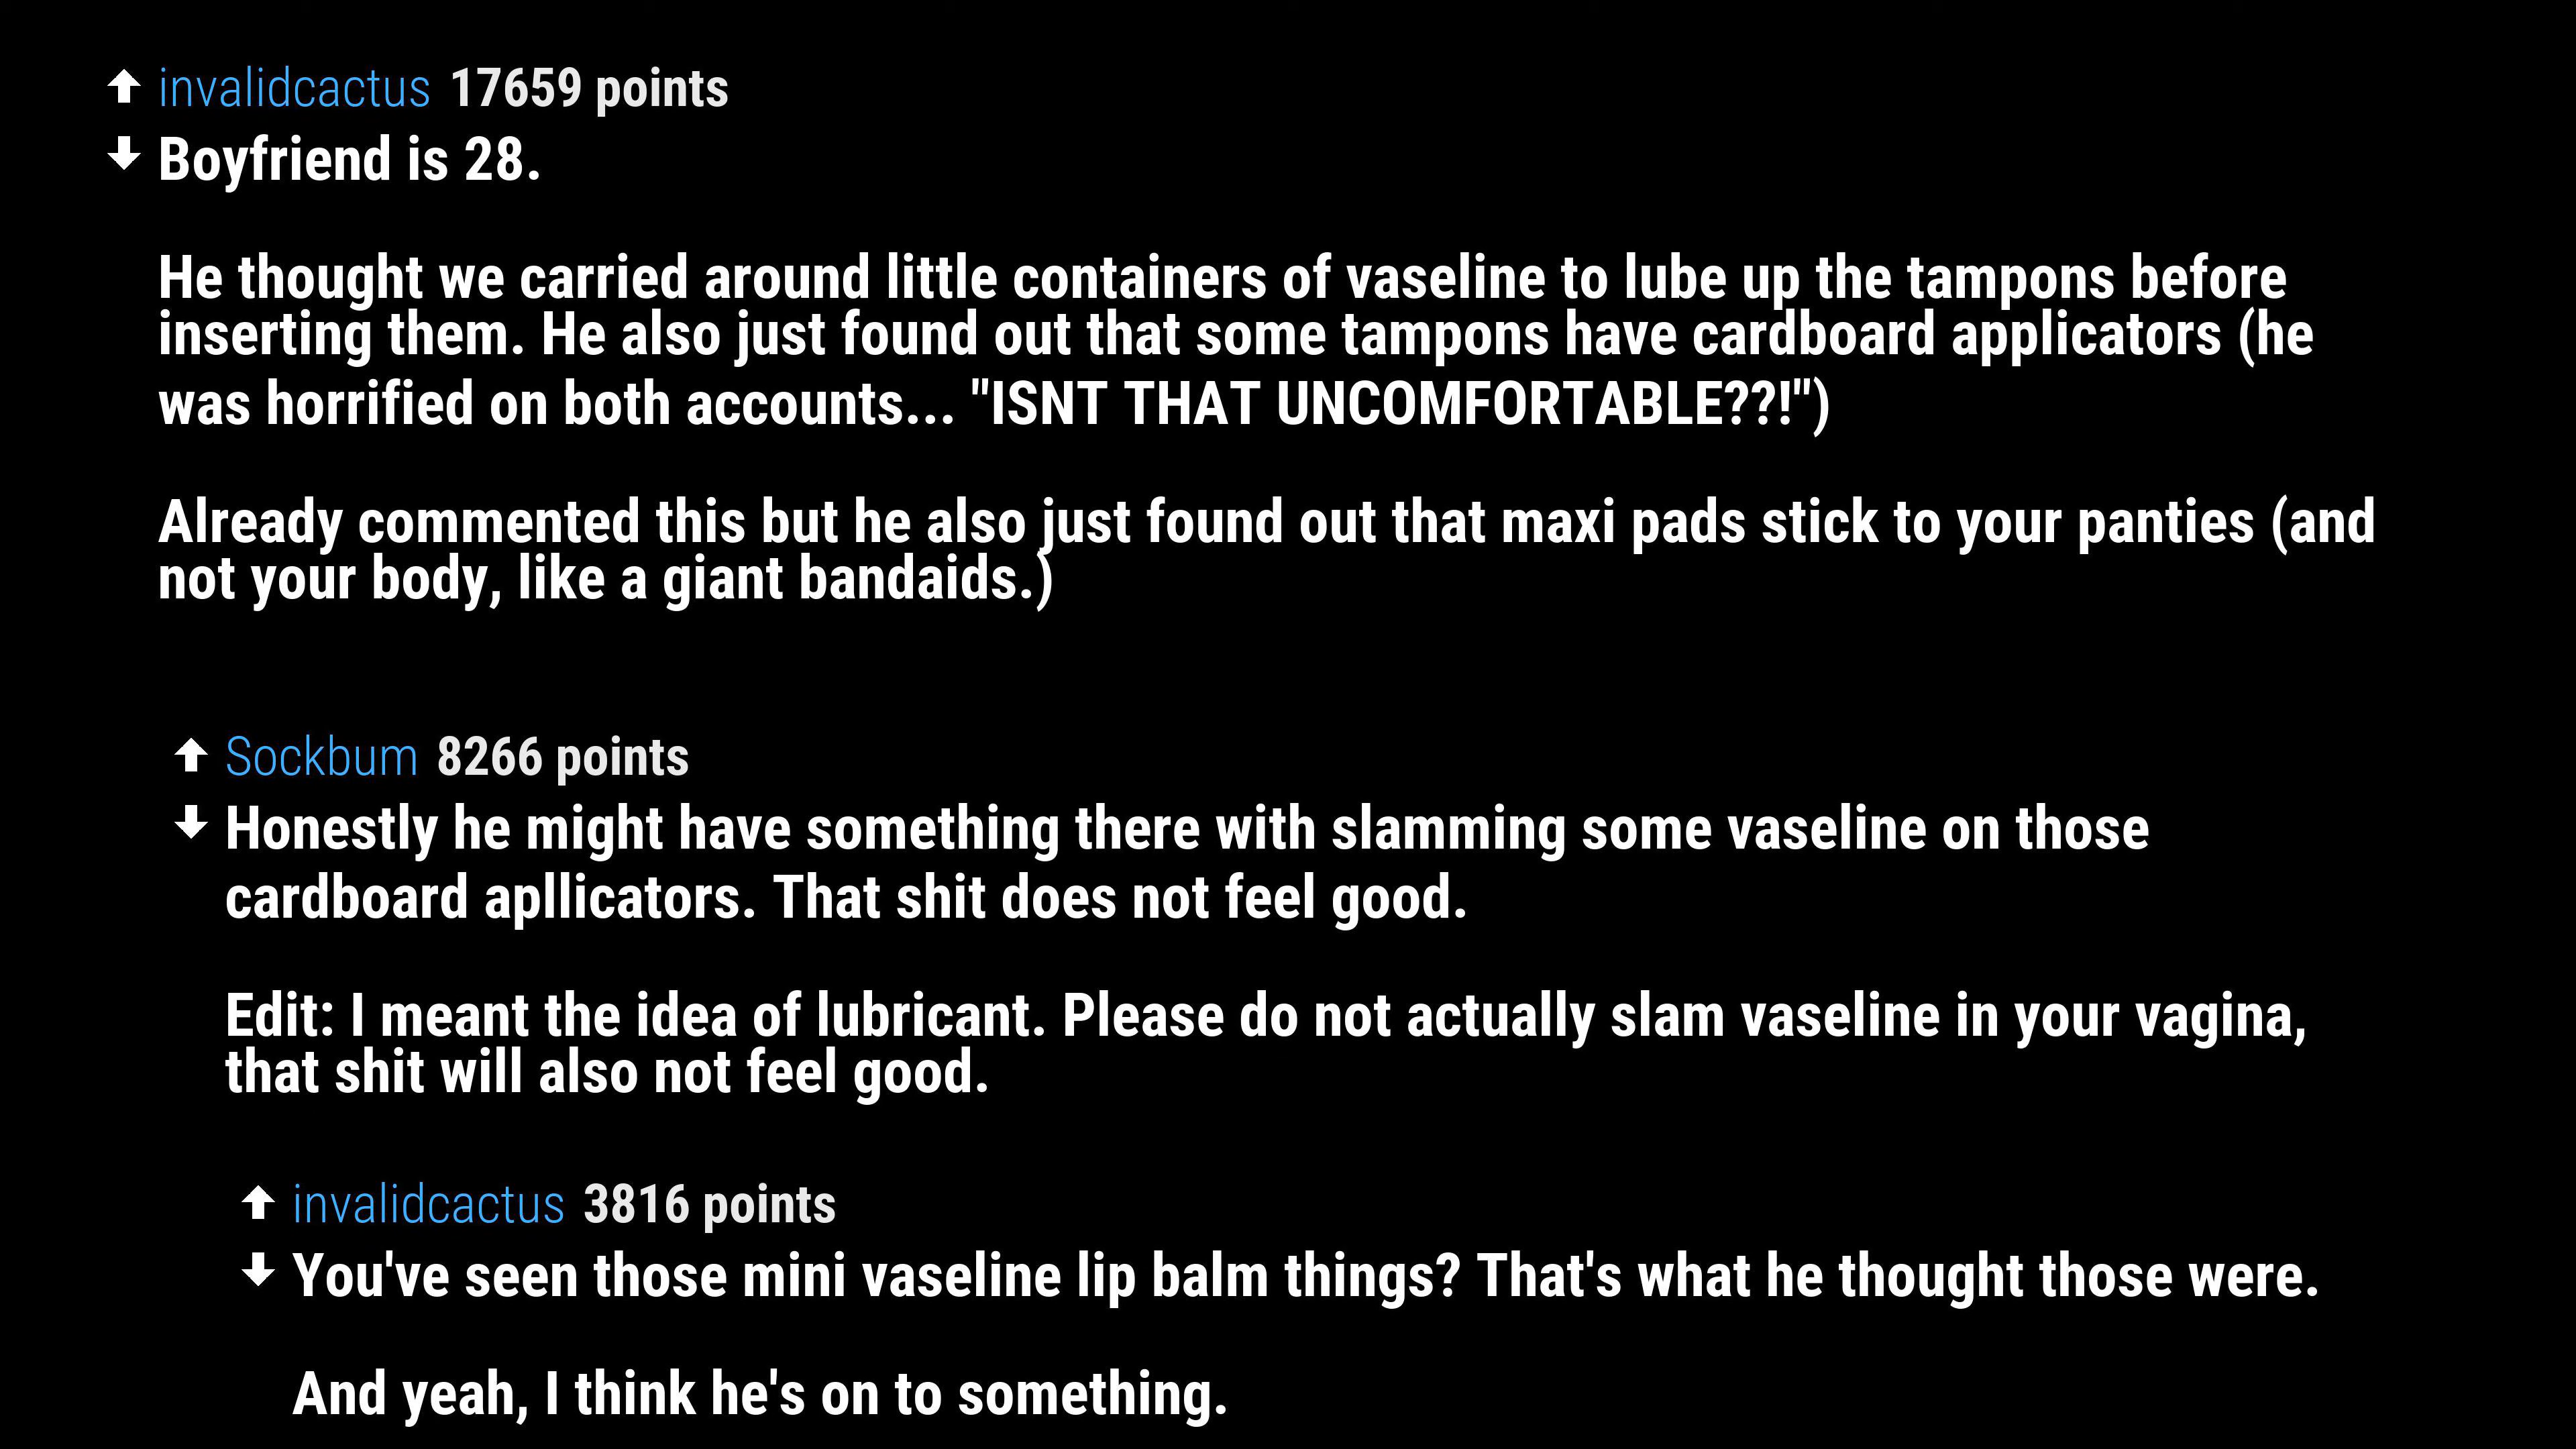 invalidcactus 17659 points
Boyfriend is 28.
He thought we carried around little containers of vaseline to lube up the tampons before
inserting them. He also just found out that some tampons have cardboard applicators (he
was horrified on both accounts... "ISNT THAT UNCOMFORTABLE??!")
Already commented this but he also just found out that maxi pads stick to your panties (and
not your body, like a giant bandaids.)
Sockbum 8266 points
Honestly he might have something there with slamming some vaseline on those
cardboard apllicators. That shit does not feel good.
Edit: I meant the idea of lubricant. Please do not actually slam vaseline in your vagina,
that shit will also not feel good.
invalidcactus 3816 points
You've seen those mini vaseline lip balm things? That's what he thought those were.
And yeah, I think he's on to something.